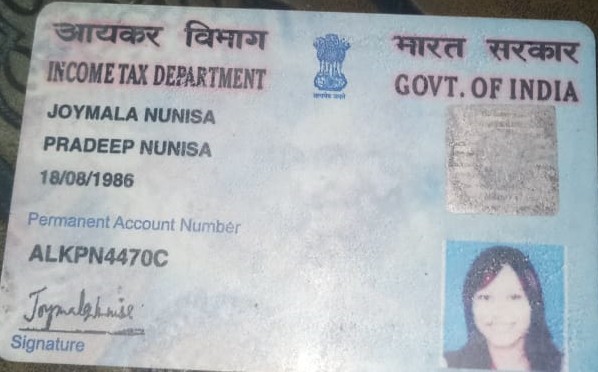 आयकर विभाग
INCOME TAX DEPARTMENT
भारत सरकार
GOVT. OF INDIA
सत्यमेव जयते
JOYMALA NUNISA
PRADEEP NUNISA
18/08/1986
Permanent Account Number
ALKPN4470C
Signature